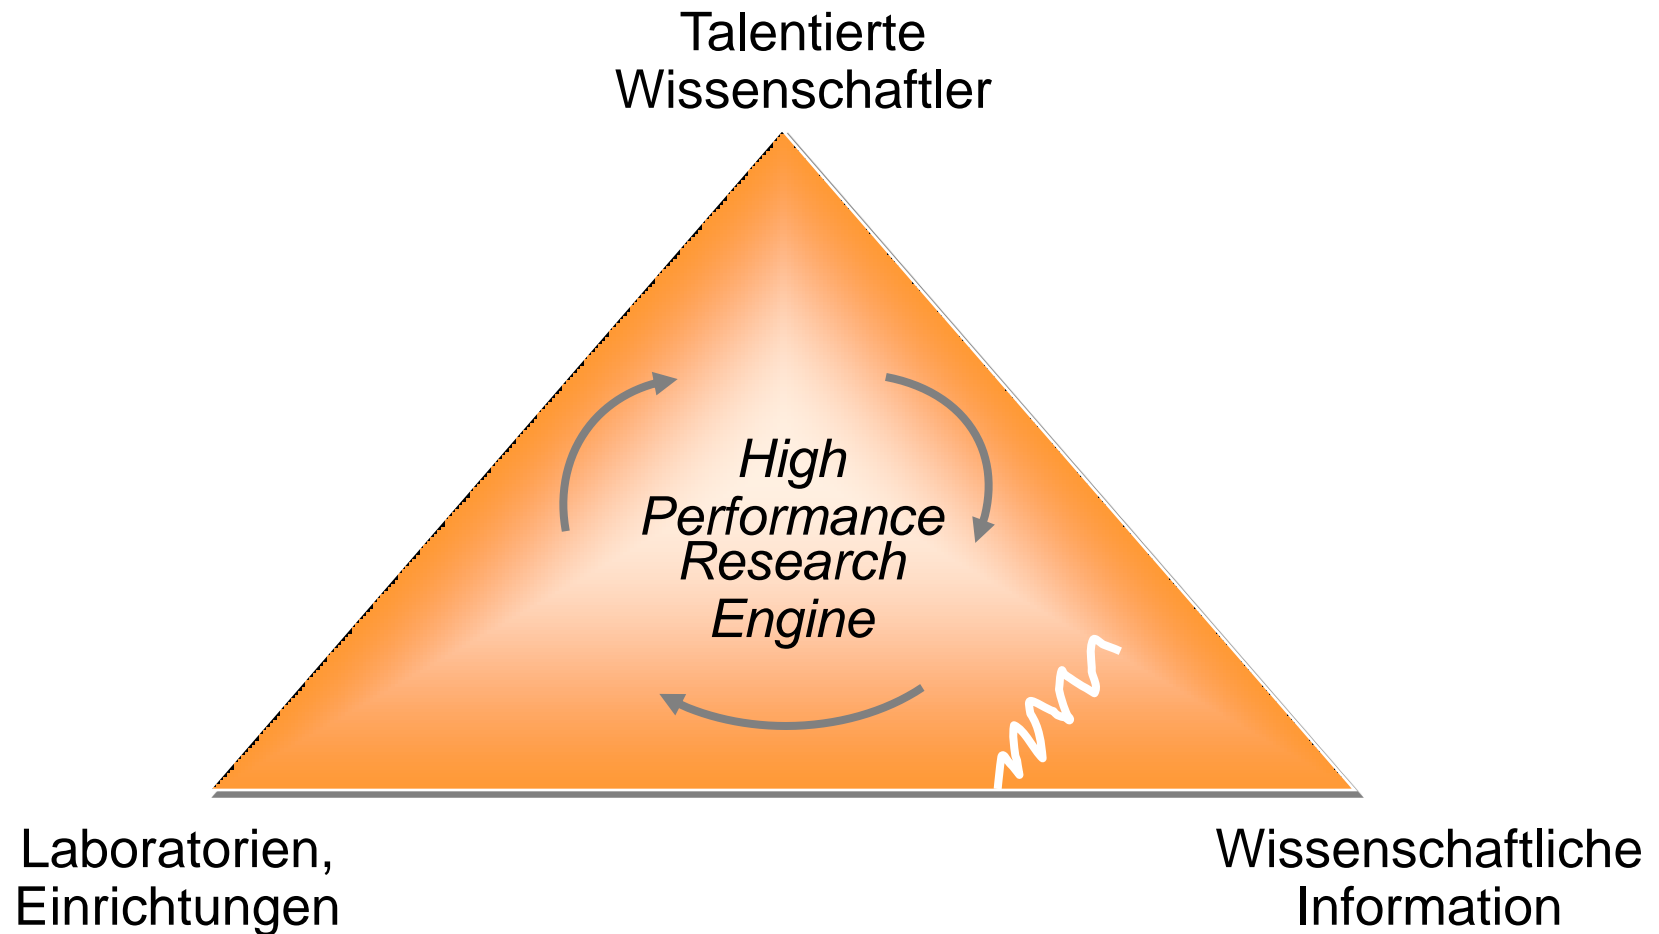 Talentierte
Wissenschaftler
High
Performance
Research
Engine
Laboratorien,
Einrichtungen
Wissenschaftliche
Information